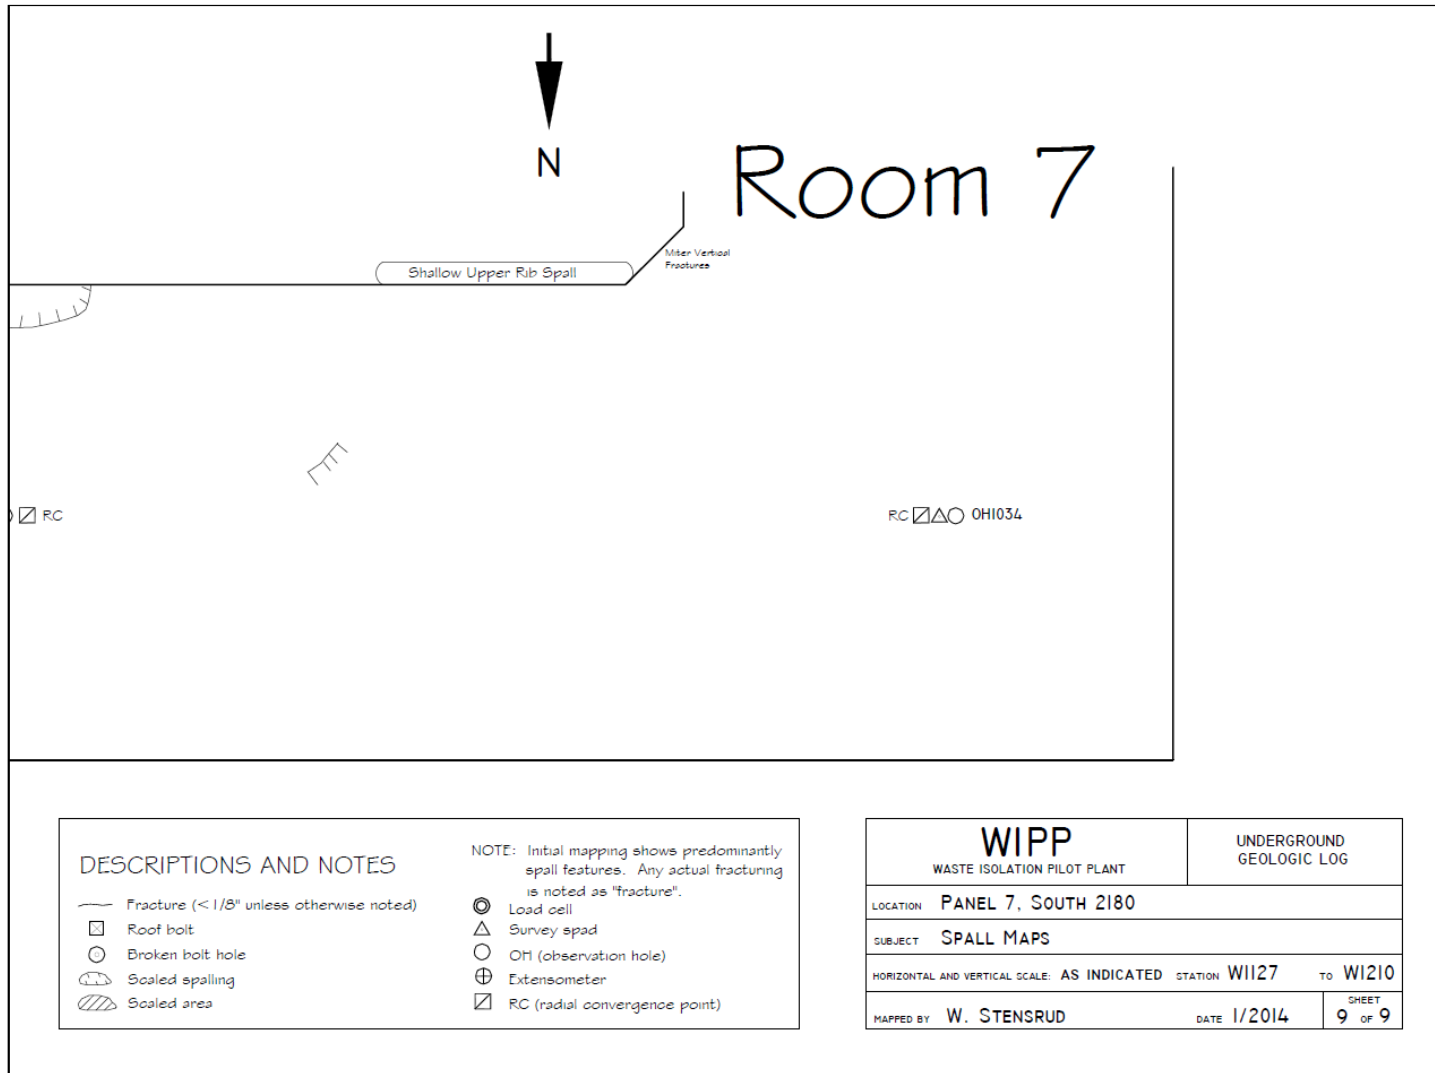 N
Room 7
Miter Vertical
Fractures
Shallow Upper Rib Spall
RC
RC OH1034
DESCRIPTIONS AND NOTES
Fracture (< 1/8" unless otherwise noted)
Roof bolt
Broken bolt hole
Scaled spalling
Scaled area
NOTE: Initial mapping shows predominantly
spall features. Any actual fracturing
is noted as "fracture".
Load cell
Survey spad
OH (observation hole)
Extensometer
RC (radial convergence point)
WIPP
WASTE ISOLATION PILOT PLANT
UNDERGROUND
GEOLOGIC LOG
LOCATION PANEL 7, SOUTH 2180
SUBJECT SPALL MAPS
HORIZONTAL AND VERTICAL SCALE: AS INDICATED STATION W1127 TO W1210
MAPPED BY W. STENSRUD DATE 1/2014
SHEET
9 OF 9